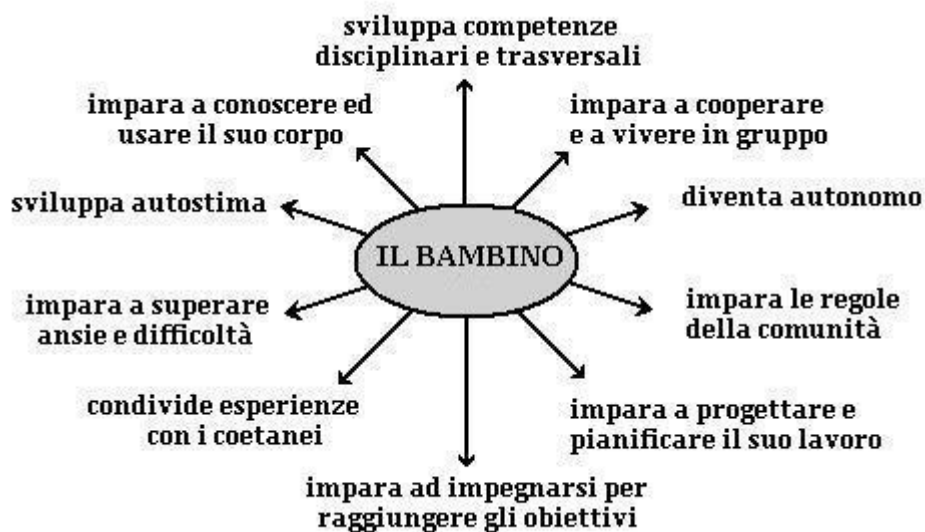 sviluppa competenze
disciplinari e trasversali
impara a conoscere ed
usare il suo corpo
impara a cooperare
e a vivere in gruppo
sviluppa autostima
diventa autonomo
IL BAMBINO
impara a superare
ansie e difficoltà
impara le regole
della comunità
condivide esperienze
con i coetanei
impara a progettare e
pianificare il suo lavoro
impara ad impegnarsi per
raggiungere gli obiettivi